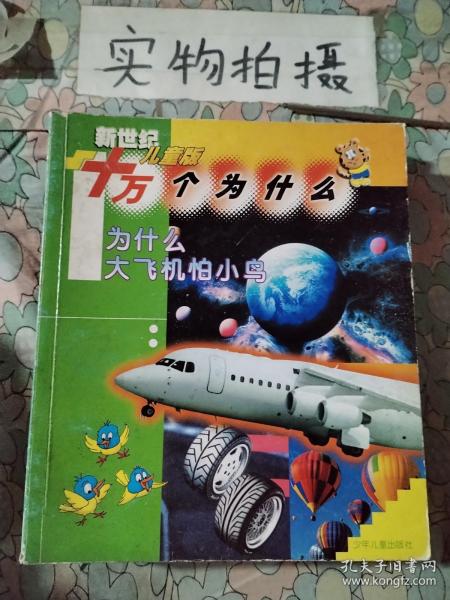 实物拍摄
新世纪
儿童版
十万个为什么
为什么
大飞机怕小鸟
少年儿童出版社
孔夫子旧书网
www.kongfz.com